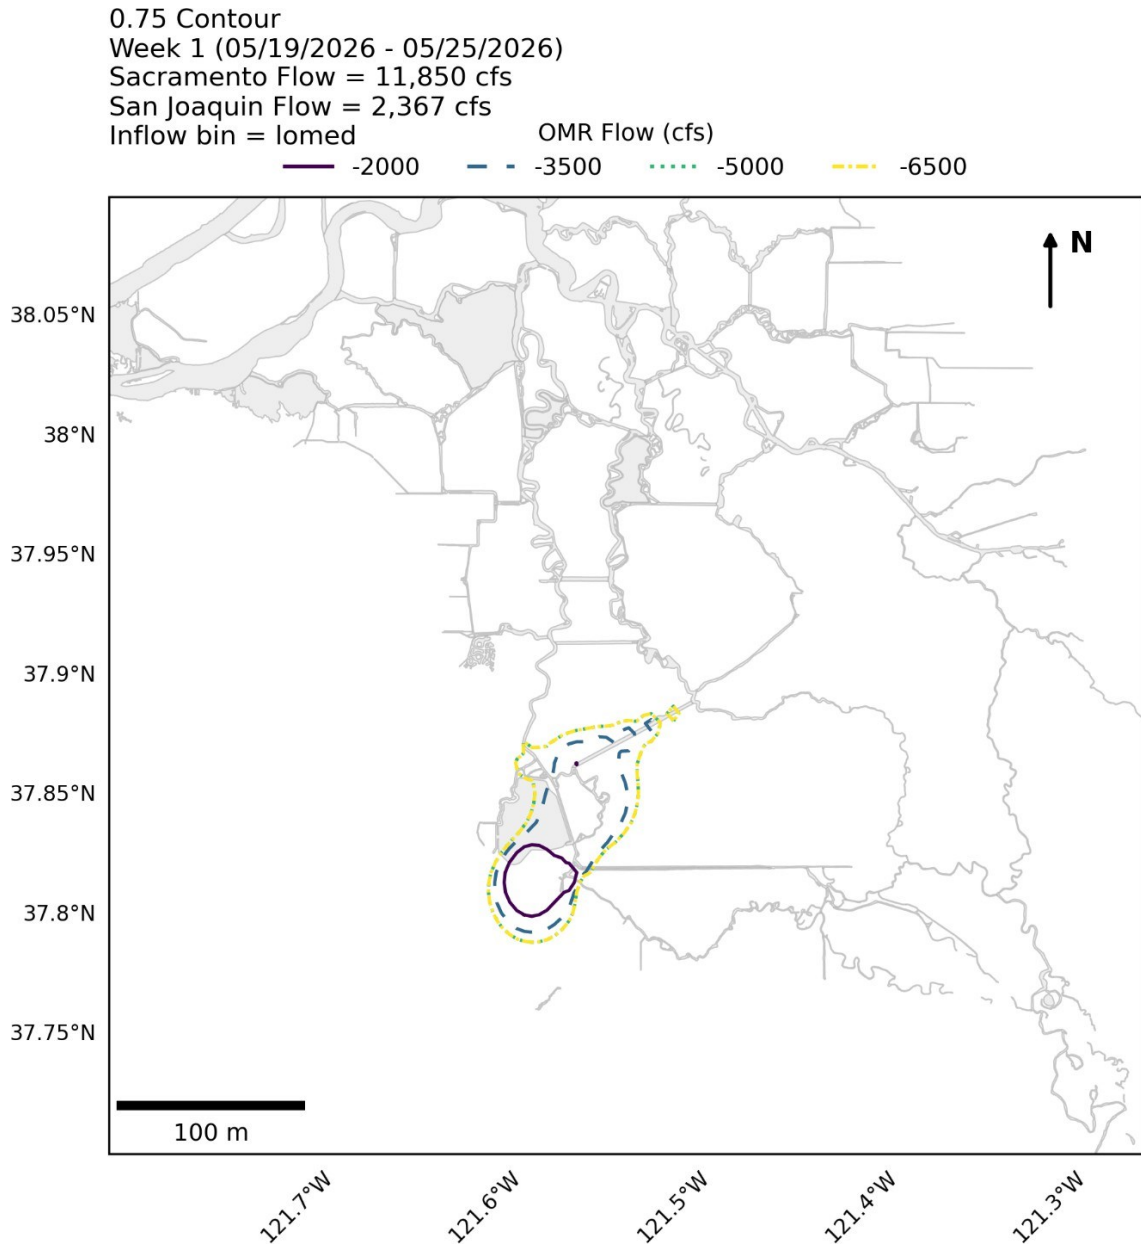 0.75 Contour
Week 1 (05/19/2026 - 05/25/2026)
Sacramento Flow = 11,850 cfs
San Joaquin Flow = 2,367 cfs
Inflow bin = lomed
OMR Flow (cfs)
-2000 -3500 -5000 -6500
N
38.05°N
38°N
37.95°N
37.9°N
37.85°N
37.8°N
37.75°N
100 m
121.7°W 121.6°W 121.5°W 121.4°W 121.3°W